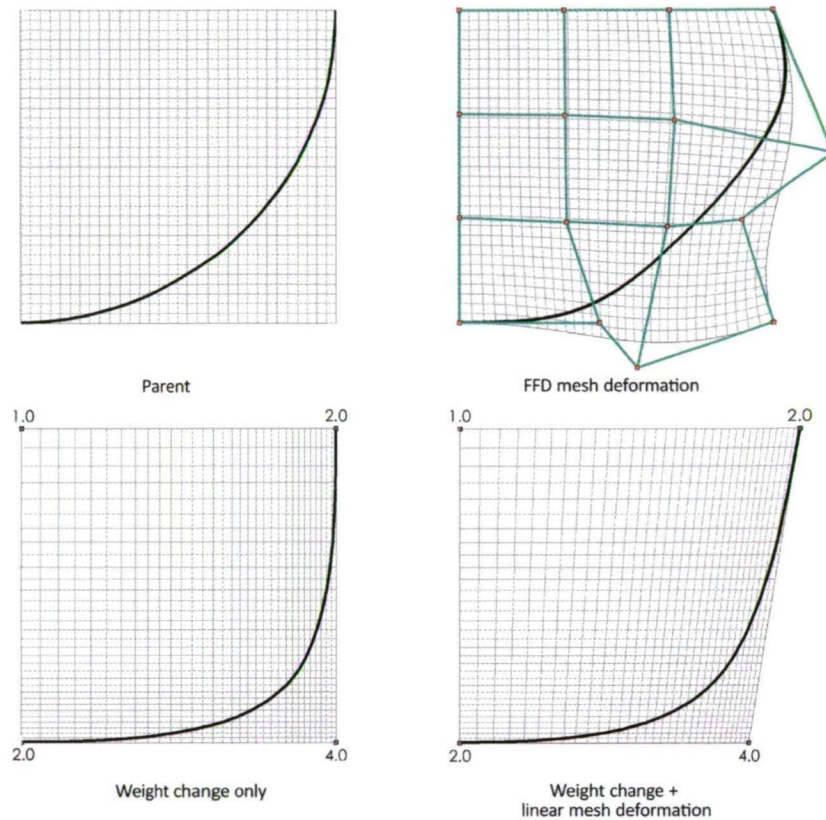 Parent
FFD mesh deformation
1.0 2.0
2.0 4.0
Weight change only
1.0 2.0
2.0 4.0
Weight change +
linear mesh deformation